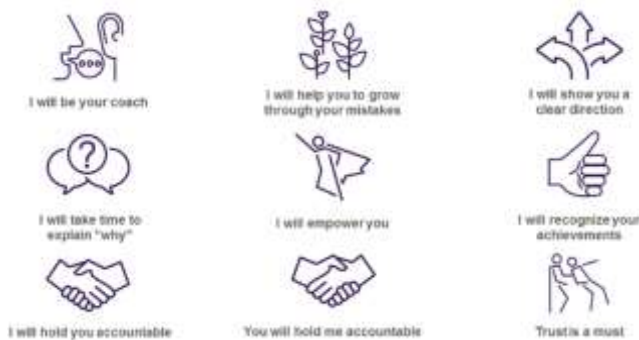 I will be your coach
I will help you to grow
through your mistakes
I will show you a
clear direction
?
I will take time to
explain "why"
I will empower you
I will recognize your
achievements
I will hold you accountable
You will hold me accountable
Trust is a must